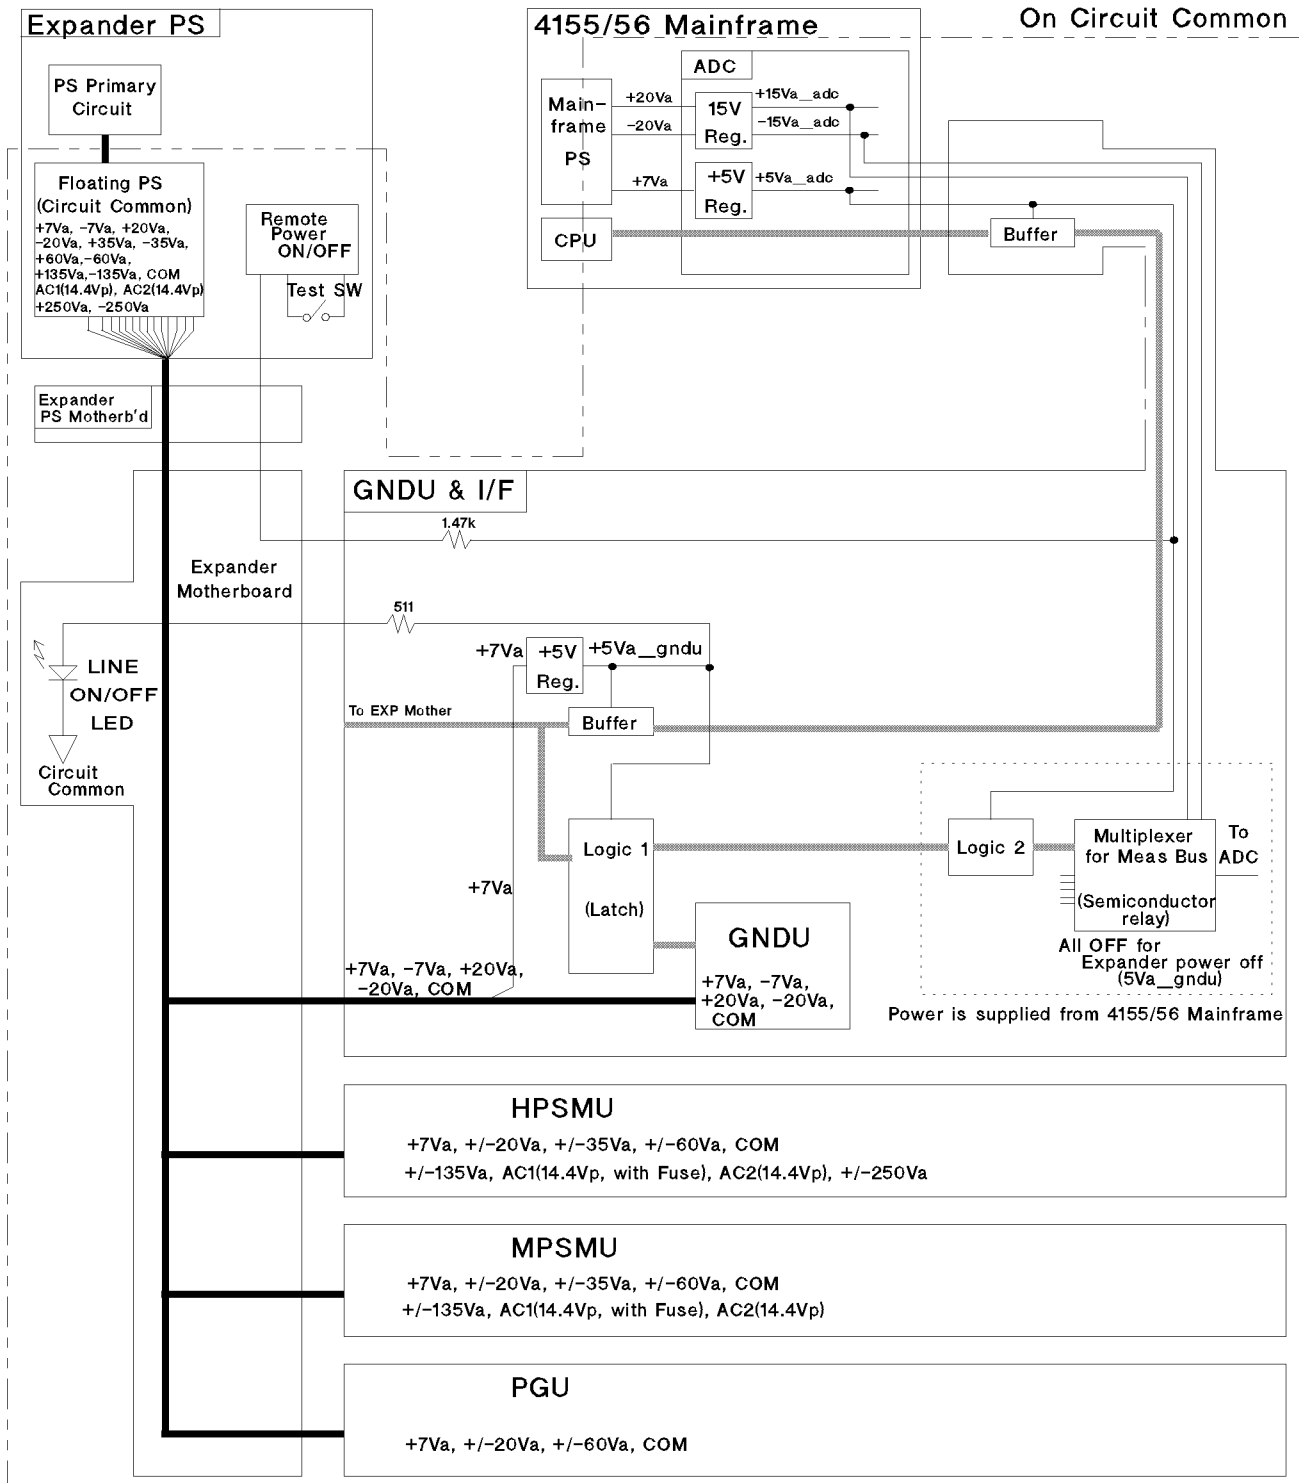 Expander PS
4155/56 Mainframe
On Circuit Common
PS Primary
Circuit
ADC
Main-
frame
PS
+20Va
-20Va
+7Va
15V
Reg.
+15Va_adc
-15Va_adc
+5V
Reg.
+5Va_adc
CPU
Buffer
Floating PS
(Circuit Common)
+7Va, -7Va, +20Va,
-20Va, +35Va, -35Va,
+60Va,-60Va,
+135Va,-135Va, COM
AC1(14.4Vp), AC2(14.4Vp)
+250Va, -250Va
Remote
Power
ON/OFF
Test SW
Expander
PS Motherb'd
GNDU & I/F
1.47k
Expander
Motherboard
511
LINE
ON/OFF
LED
Circuit
Common
+7Va
+5V
Reg.
+5Va_gndu
To EXP Mother
Buffer
Logic 1
(Latch)
+7Va
Logic 2
Multiplexer
for Meas Bus
(Semiconductor
relay)
To
ADC
All OFF for
Expander power off
(5Va_gndu)
Power is supplied from 4155/56 Mainframe
+7Va, -7Va, +20Va,
-20Va, COM
GNDU
+7Va, -7Va,
+20Va, -20Va,
COM
HPSMU
+7Va, +/-20Va, +/-35Va, +/-60Va, COM
+/-135Va, AC1(14.4Vp, with Fuse), AC2(14.4Vp), +/-250Va
MPSMU
+7Va, +/-20Va, +/-35Va, +/-60Va, COM
+/-135Va, AC1(14.4Vp, with Fuse), AC2(14.4Vp)
PGU
+7Va, +/-20Va, +/-60Va, COM